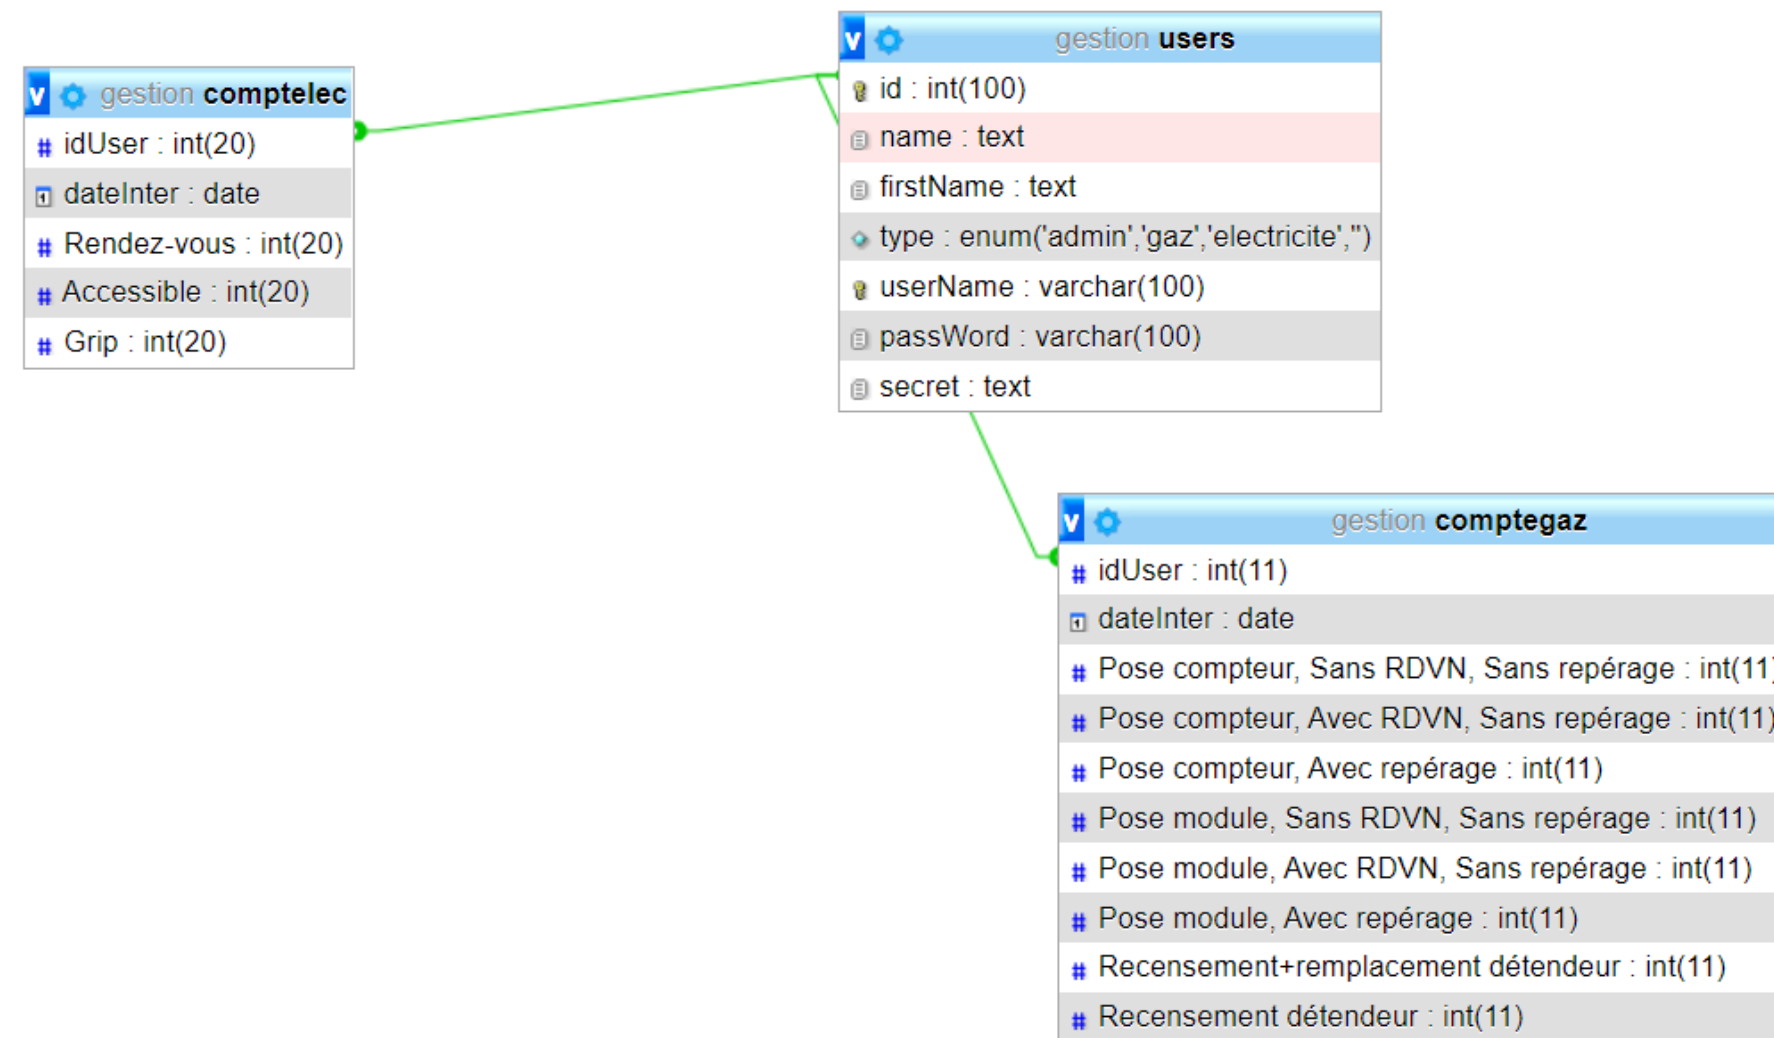 v gestion comptelec
# idUser : int(20)
dateInter : date
# Rendez-vous : int(20)
# Accessible : int(20)
# Grip : int(20)
v gestion users
id : int(100)
name : text
firstName : text
type : enum('admin','gaz','electricite','')
userName : varchar(100)
passWord : varchar(100)
secret : text
v gestion comptegaz
# idUser : int(11)
dateInter : date
# Pose compteur, Sans RDVN, Sans repérage : int(11)
# Pose compteur, Avec RDVN, Sans repérage : int(11)
# Pose compteur, Avec repérage : int(11)
# Pose module, Sans RDVN, Sans repérage : int(11)
# Pose module, Avec RDVN, Sans repérage : int(11)
# Pose module, Avec repérage : int(11)
# Recensement+remplacement détendeur : int(11)
# Recensement détendeur : int(11)